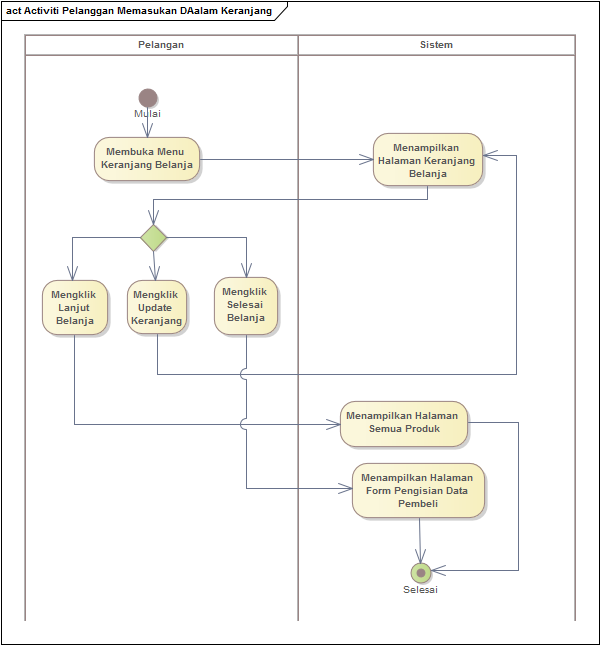 act Activiti Pelanggan Memasukan DAalam Keranjang
Pelangan
Sistem
Mulai
Membuka Menu
Keranjang Belanja
Menampilkan
Halaman Keranjang
Belanja
Mengklik
Lanjut
Belanja
Mengklik
Update
Keranjang
Mengklik
Selesai
Belanja
Menampilkan Halaman
Semua Produk
Menampilkan Halaman
Form Pengisian Data
Pembeli
Selesai